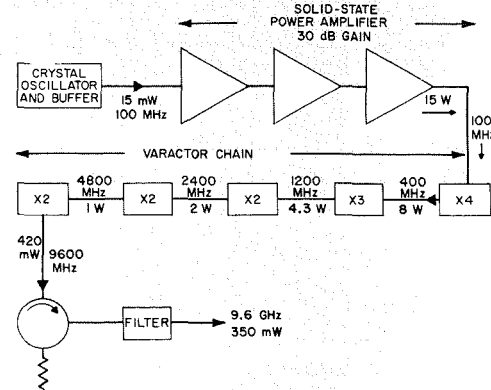 SOLID-STATE
POWER AMPLIFIER
30 dB GAIN
CRYSTAL
OSCILLATOR
AND BUFFER
15 mW
100 MHz
15 W
100
MHz
VARACTOR CHAIN
X2
4800
MHz
1 W
X2
2400
MHz
2 W
X2
1200
MHz
4.3 W
X3
400
MHz
8 W
X4
420
mW
9600
MHz
FILTER
9.6 GHz
350 mW